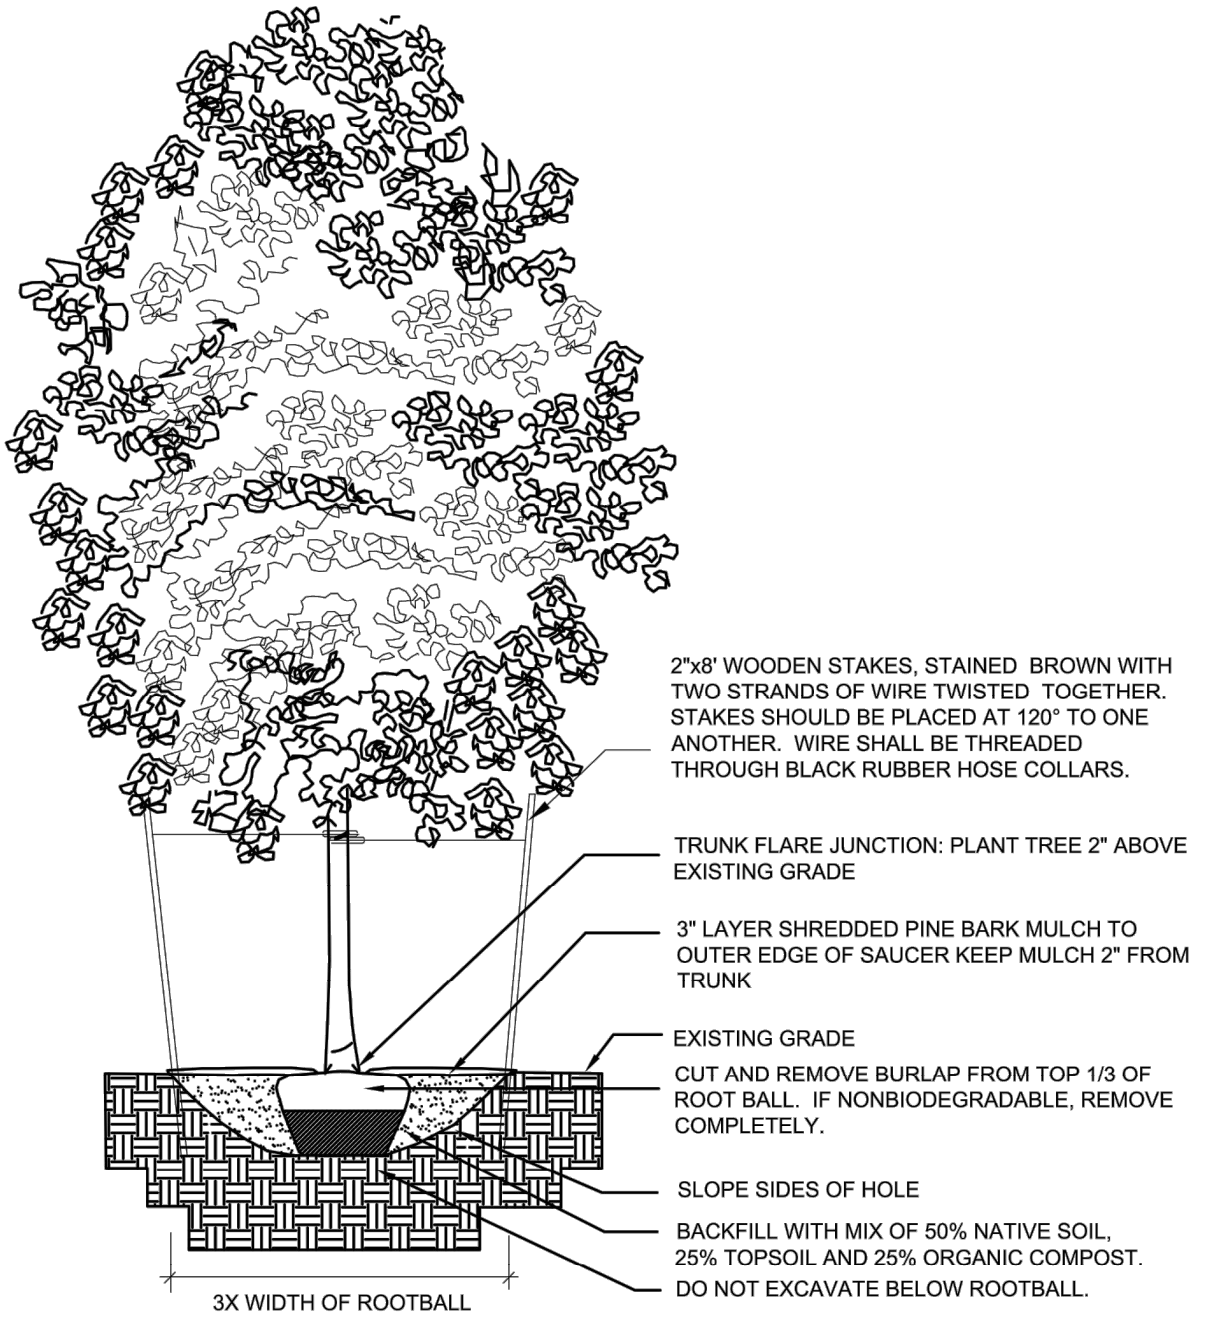 2"x8' WOODEN STAKES, STAINED BROWN WITH
TWO STRANDS OF WIRE TWISTED TOGETHER.
STAKES SHOULD BE PLACED AT 120° TO ONE
ANOTHER. WIRE SHALL BE THREADED
THROUGH BLACK RUBBER HOSE COLLARS.
TRUNK FLARE JUNCTION: PLANT TREE 2" ABOVE
EXISTING GRADE
3" LAYER SHREDDED PINE BARK MULCH TO
OUTER EDGE OF SAUCER KEEP MULCH 2" FROM
TRUNK
EXISTING GRADE
CUT AND REMOVE BURLAP FROM TOP 1/3 OF
ROOT BALL. IF NONBIODEGRADABLE, REMOVE
COMPLETELY.
SLOPE SIDES OF HOLE
BACKFILL WITH MIX OF 50% NATIVE SOIL,
25% TOPSOIL AND 25% ORGANIC COMPOST.
DO NOT EXCAVATE BELOW ROOTBALL.
3X WIDTH OF ROOTBALL